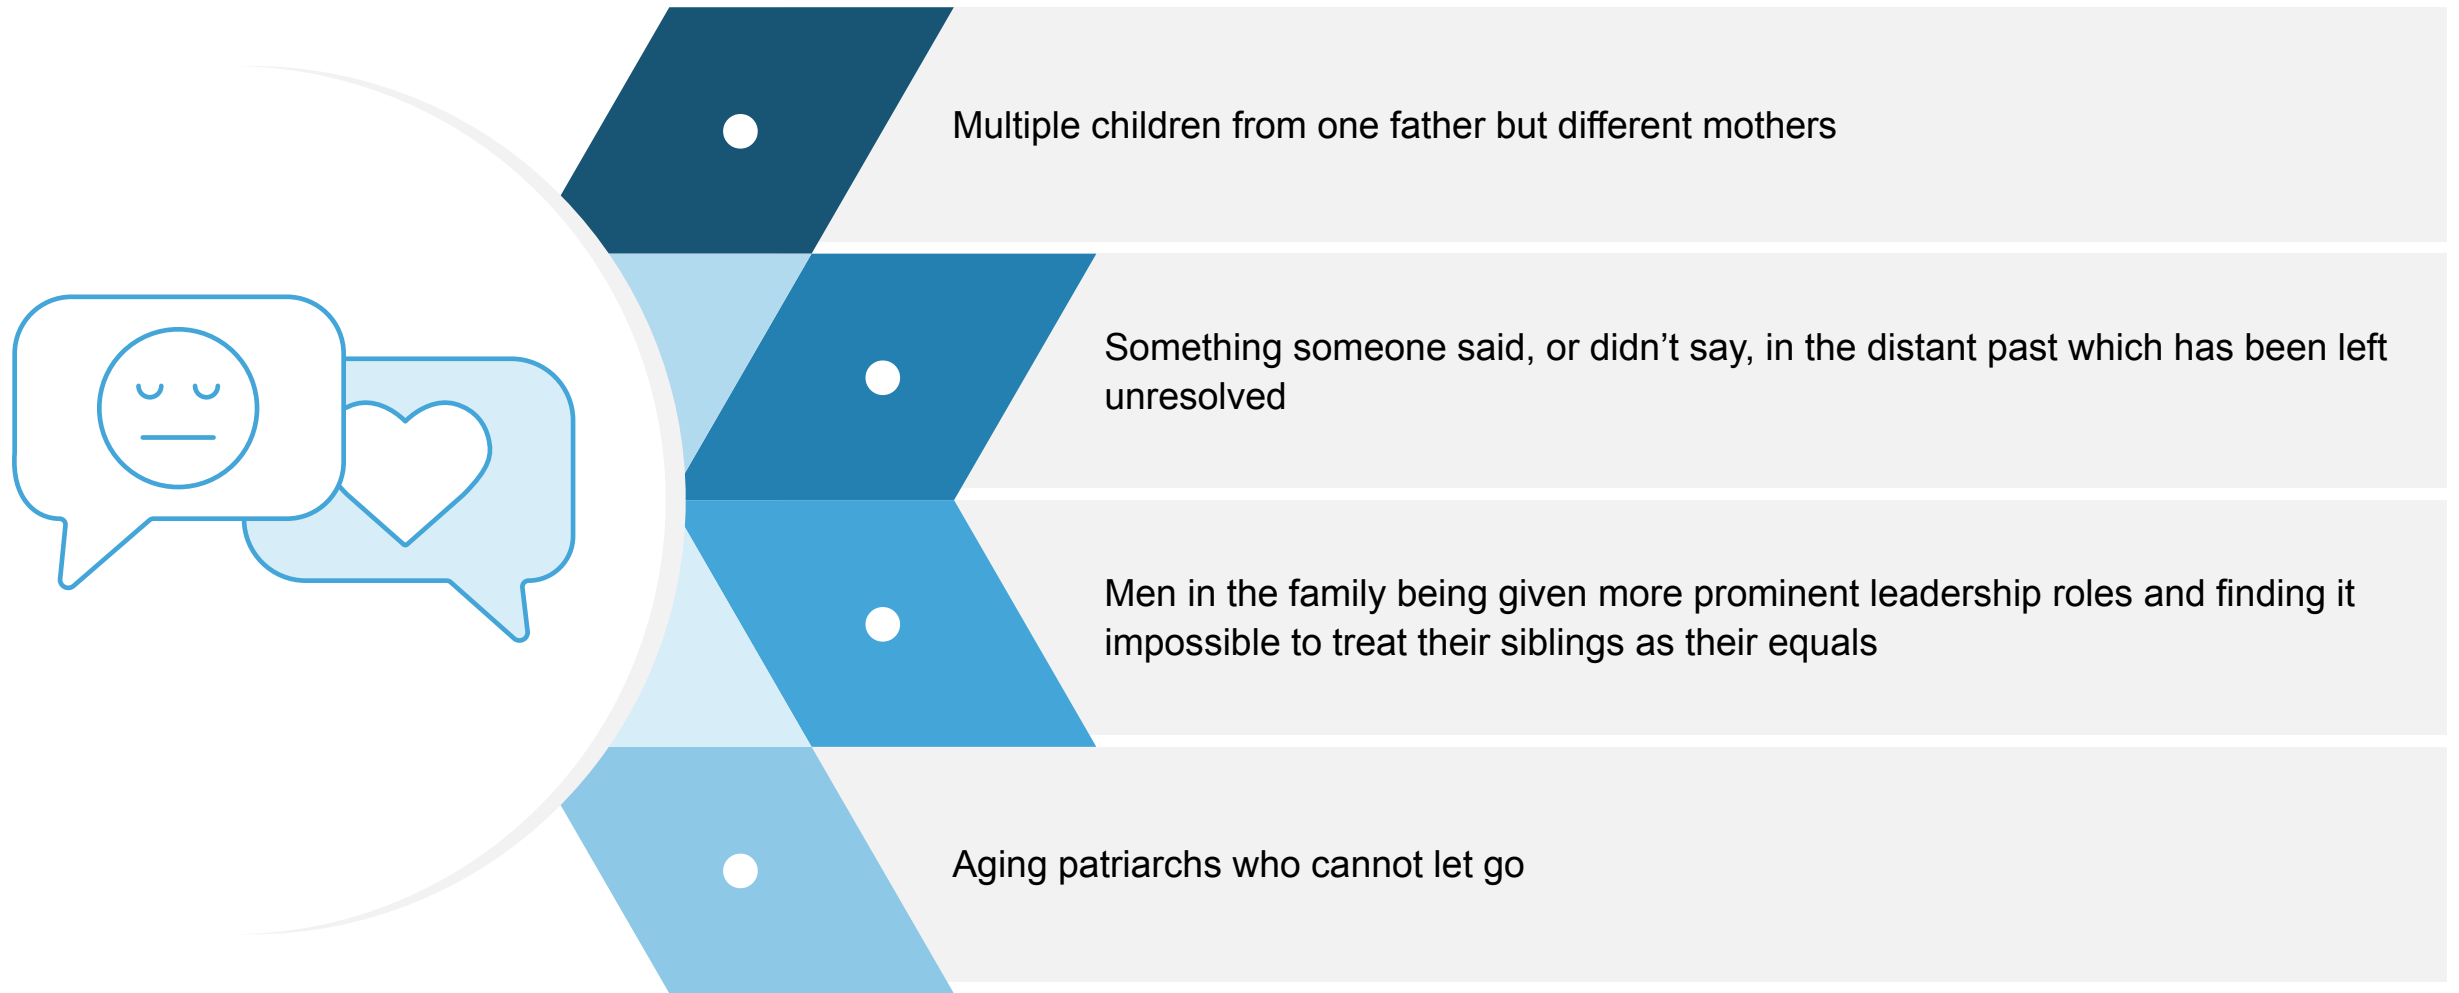 Multiple children from one father but different mothers
Something someone said, or didn’t say, in the distant past which has been left
unresolved
Men in the family being given more prominent leadership roles and finding it
impossible to treat their siblings as their equals
Aging patriarchs who cannot let go